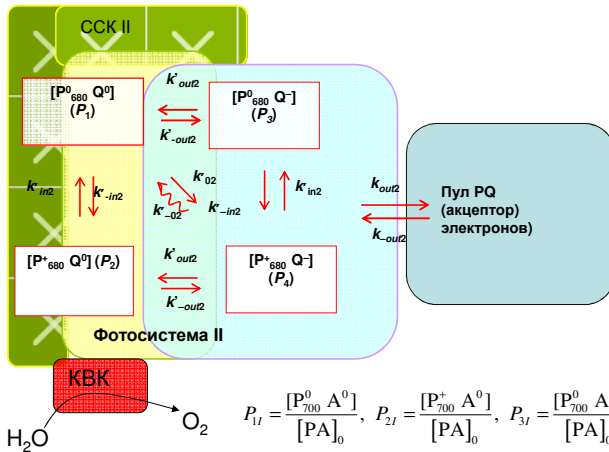 ССК II
k'out2
[P⁰₆₈₀ Q⁰]
(P₁)
[P⁰₆₈₀ Q⁻]
(P₃)
k'-out2
k'in2
k'-in2
k'02
k'-02
k'-in2
k'in2
kout2
k-out2
Пул PQ
(акцептор)
электронов)
k'out2
[P⁺₆₈₀ Q⁰] (P₂)
[P⁺₆₈₀ Q⁻]
(P₄)
k'-out2
Фотосистема II
КВК
H₂O
O₂
P₁I = [P⁰₇₀₀ A⁰] / [PA]₀, P₂I = [P⁺₇₀₀ A⁰] / [PA]₀, P₃I = [P⁰₇₀₀ A / [PA]₀